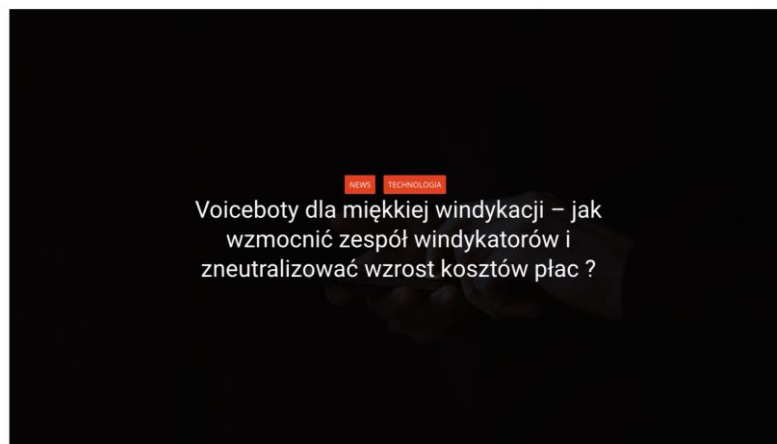 NEWS TECHNOLOGIA
Voiceboty dla miękkiej windykacji – jak
wzmocnić zespół windykatorów i
zneutralizować wzrost kosztów płac ?